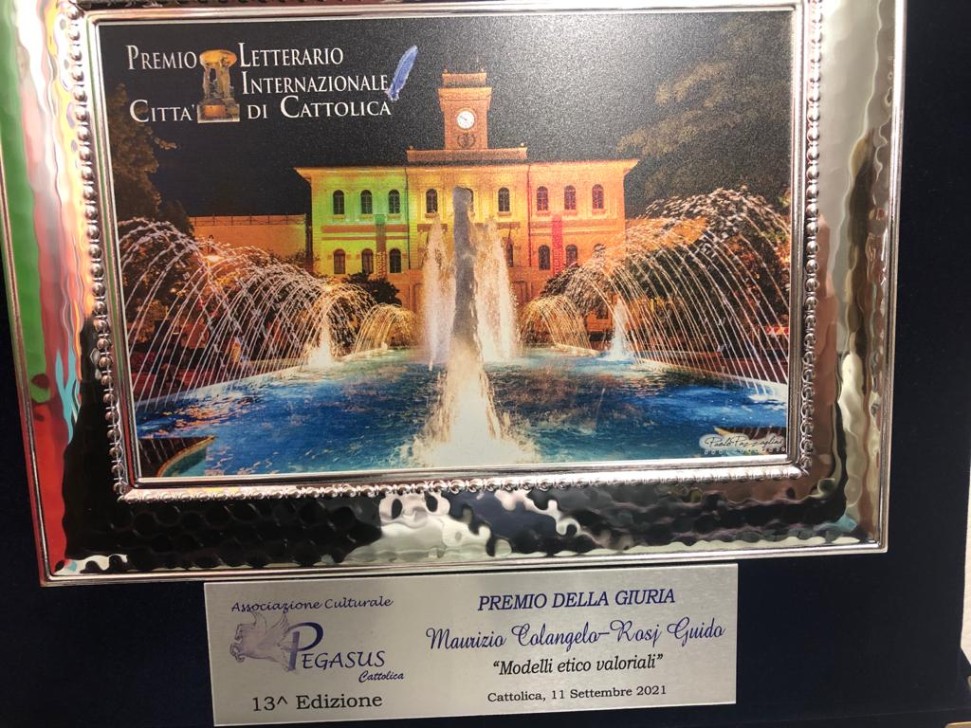 PREMIO LETTERARIO
INTERNAZIONALE
CITTA' DI CATTOLICA
Associazione Culturale
PEGASUS
Cattolica
13^ Edizione
PREMIO DELLA GIURIA
Maurizio Colangelo-Rosj Guido
"Modelli etico valoriali"
Cattolica, 11 Settembre 2021